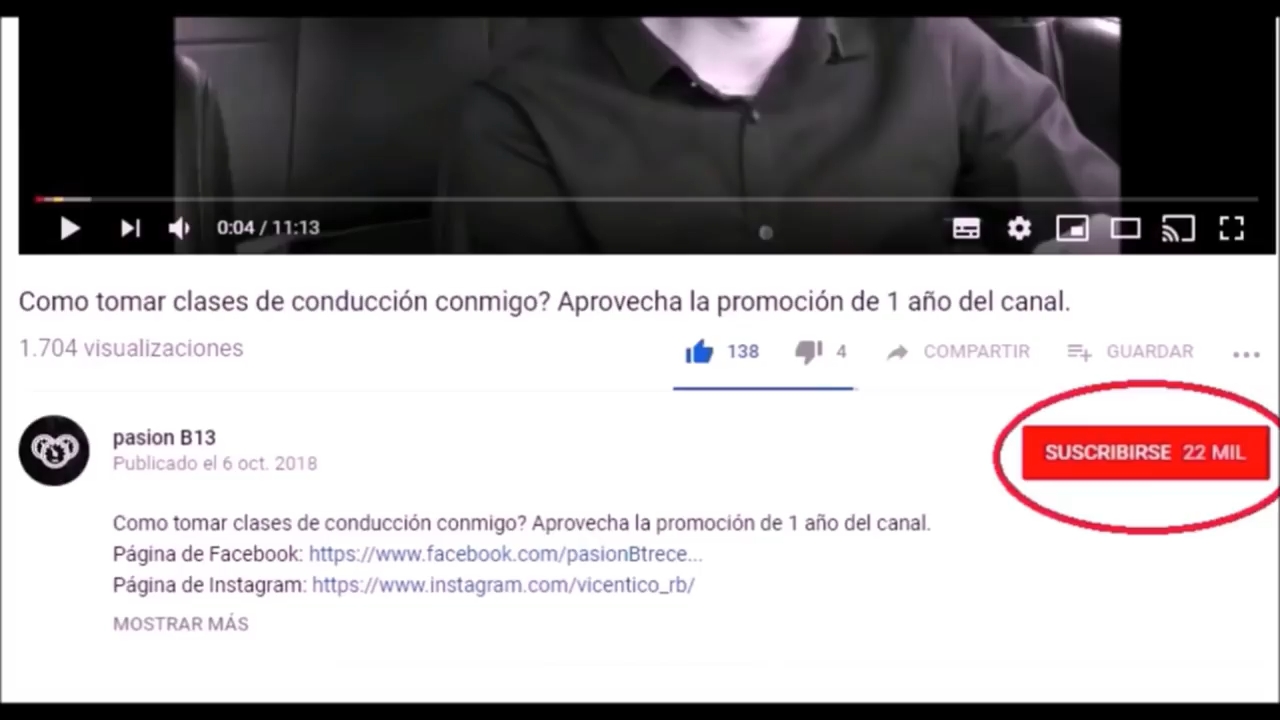 0:04 / 11:13
Como tomar clases de conducción conmigo? Aprovecha la promoción de 1 año del canal.
1.704 visualizaciones
138
4
COMPARTIR
GUARDAR
pasion B13
Publicado el 6 oct. 2018
SUSCRIBIRSE 22 MIL
Como tomar clases de conducción conmigo? Aprovecha la promoción de 1 año del canal.
Página de Facebook: https://www.facebook.com/pasionBtrece...
Página de Instagram: https://www.instagram.com/vicentico_rb/
MOSTRAR MÁS